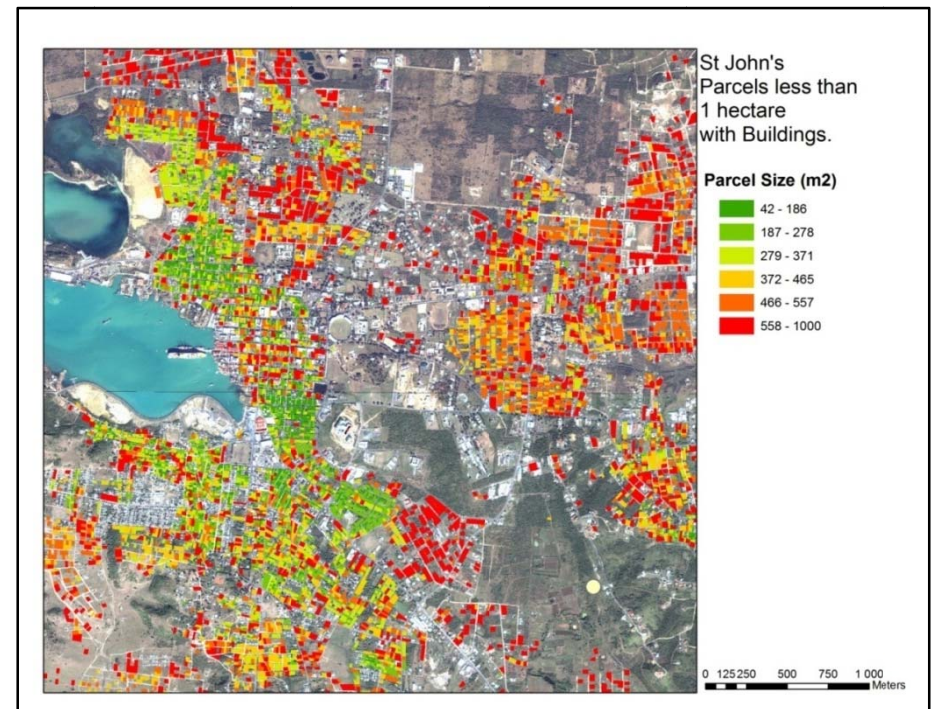 St John's
Parcels less than
1 hectare
with Buildings.
Parcel Size (m2)
42 - 186
187 - 278
279 - 371
372 - 465
466 - 557
558 - 1000
0 125 250 500 750 1 000
Meters